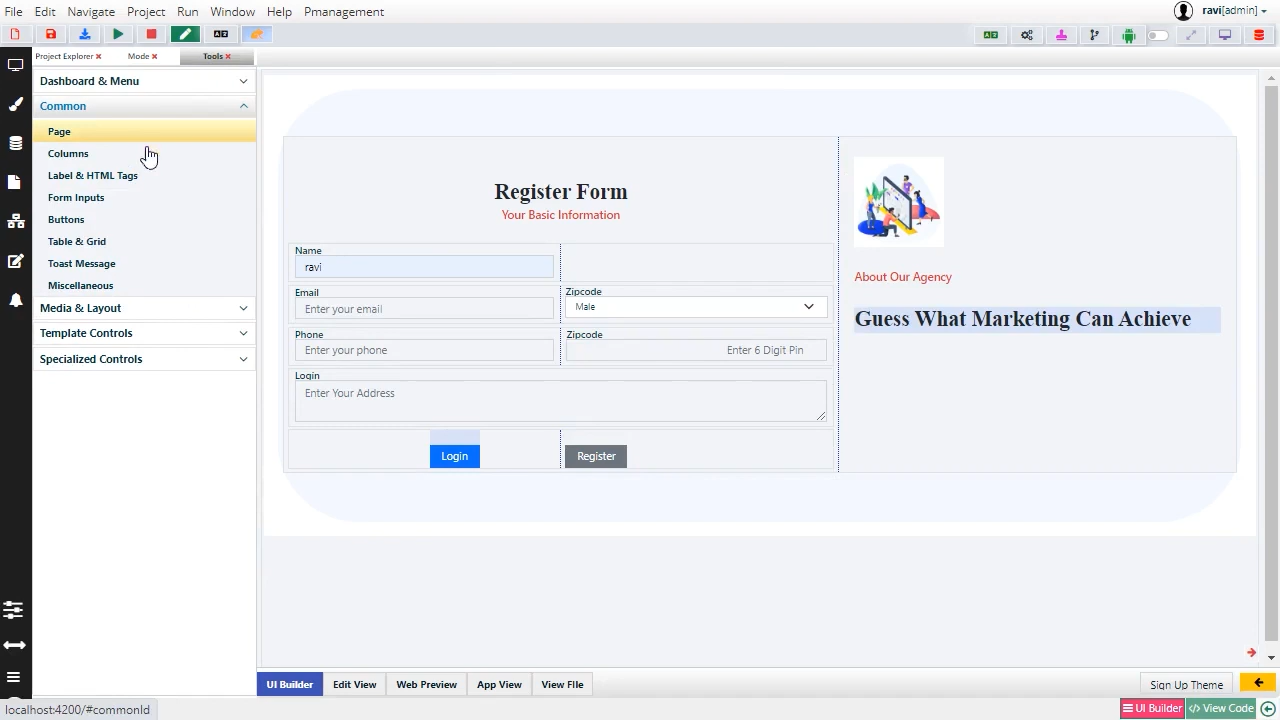 File Edit Navigate Project Run Window Help Pmanagement ravi[admin]
Project Explorer Mode Tools
Dashboard & Menu
Common
Page
Columns
Label & HTML Tags
Form Inputs
Buttons
Table & Grid
Toast Message
Miscellaneous
Media & Layout
Template Controls
Specialized Controls
Register Form
Your Basic Information
Name
ravi
Email Zipcode
Enter your email Male
Phone Zipcode
Enter your phone Enter 6 Digit Pin
Login
Enter Your Address
Login Register
About Our Agency
Guess What Marketing Can Achieve
UI Builder Edit View Web Preview App View View File Sign Up Theme
localhost:4200/#commonId UI Builder </> View Code